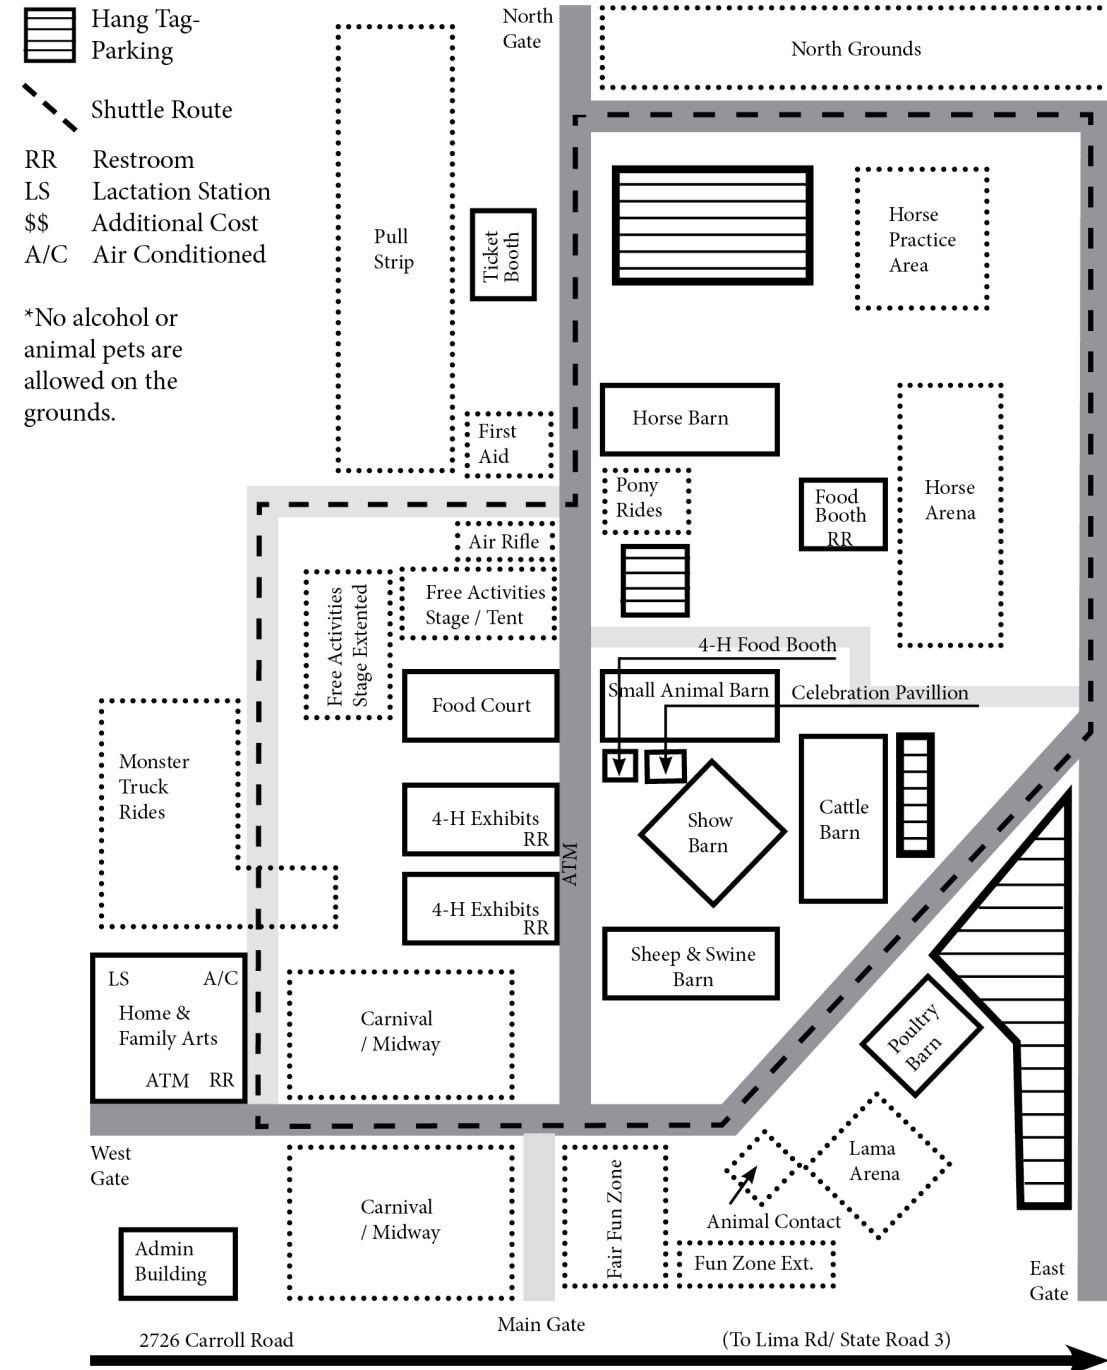 Hang Tag-
Parking
Shuttle Route
RR Restroom
LS Lactation Station
$$ Additional Cost
A/C Air Conditioned
*No alcohol or
animal pets are
allowed on the
grounds.
North
Gate
North Grounds
Pull
Strip
Ticket
Booth
Horse
Practice
Area
First
Aid
Horse Barn
Pony
Rides
Food
Booth
RR
Horse
Arena
Air Rifle
Free Activities
Stage / Tent
Free Activities
Stage Extented
4-H Food Booth
Food Court
Small Animal Barn
Celebration Pavillion
Monster
Truck
Rides
4-H Exhibits
RR
ATM
Show
Barn
Cattle
Barn
4-H Exhibits
RR
Sheep & Swine
Barn
LS A/C
Home &
Family Arts
ATM RR
Carnival
/ Midway
Poultry
Barn
West
Gate
Carnival
/ Midway
Fair Fun Zone
Lama
Arena
Animal Contact
Fun Zone Ext.
Admin
Building
East
Gate
Main Gate
2726 Carroll Road
(To Lima Rd/ State Road 3)